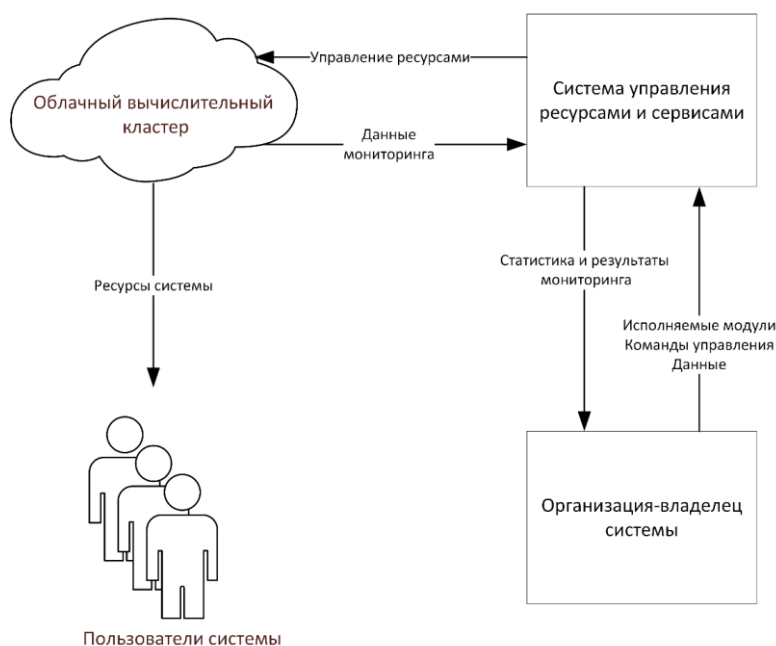 Управление ресурсами
Облачный вычислительный
кластер
Система управления
ресурсами и сервисами
Данные
мониторинга
Ресурсы системы
Статистика и результаты
мониторинга
Исполняемые модули
Команды управления
Данные
Организация-владелец
системы
Пользователи системы